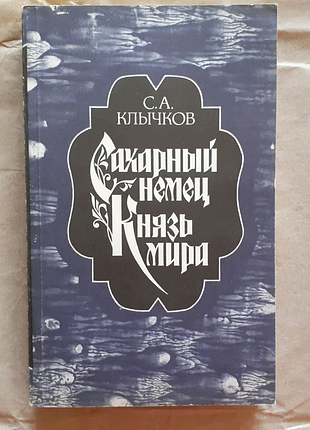 С.А.
КЛЫЧКОВ
Сахарный
немец
Князь
мира